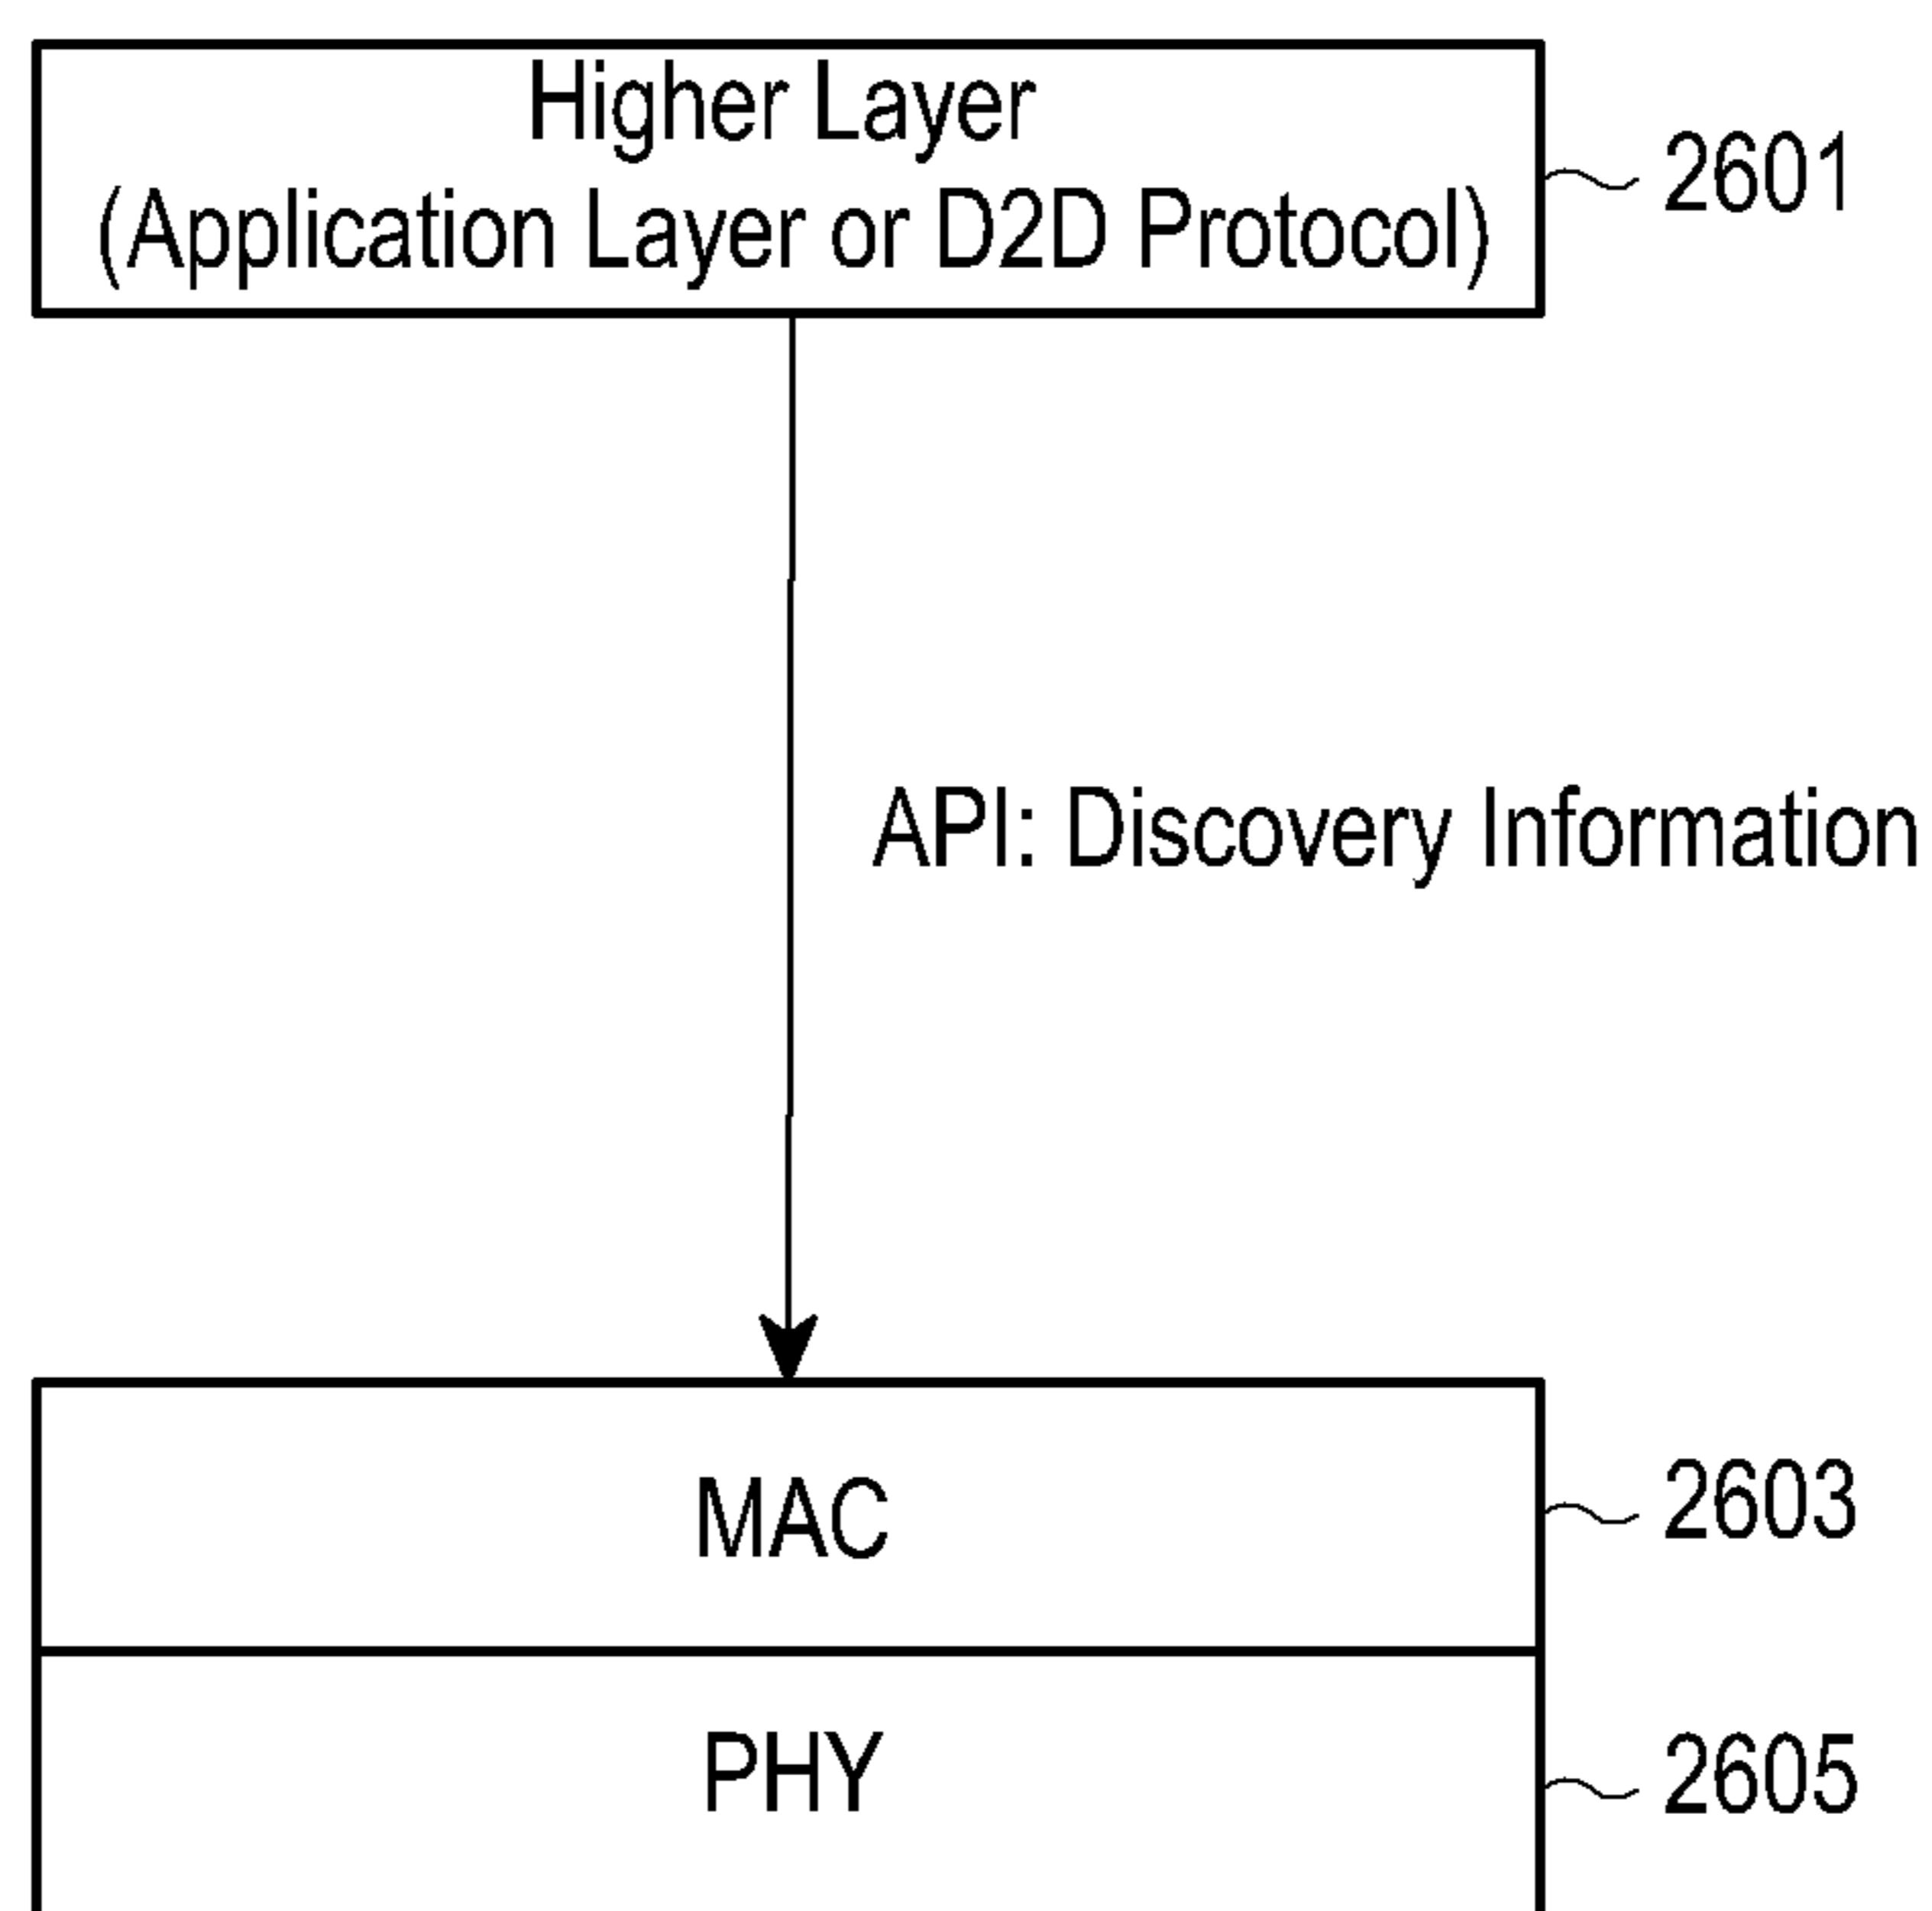 Higher Layer
(Application Layer or D2D Protocol)
2601
API: Discovery Information
MAC
2603
PHY
2605